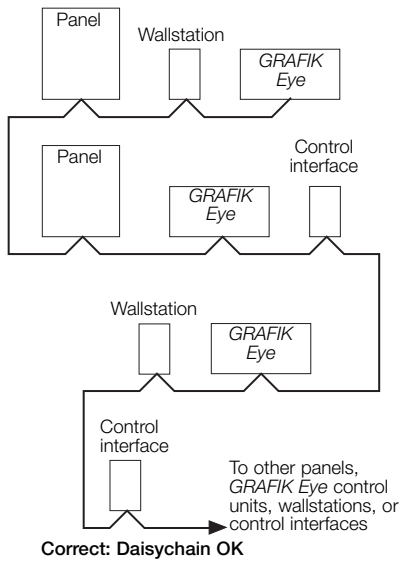 Panel
Wallstation
GRAFIK
Eye
Panel
GRAFIK
Eye
Control
interface
Wallstation
GRAFIK
Eye
Control
interface
To other panels,
GRAFIK Eye control
units, wallstations, or
control interfaces
Correct: Daisychain OK